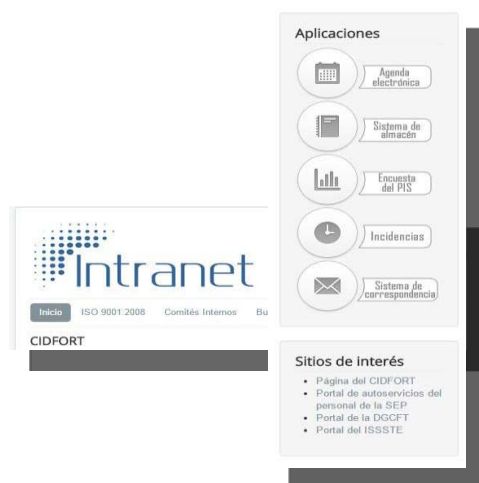 Intranet
Inicio ISO 9001:2008 Comités Internos Bu
CIDFORT
Aplicaciones
Agenda
electrónica
Sistema de
almacén
Encuesta
del PIS
Incidencias
Sistema de
correspondencia
Sitios de interés
Página del CIDFORT
Portal de autoservicios del
personal de la SEP
Portal de la DGCFT
Portal del ISSSTE